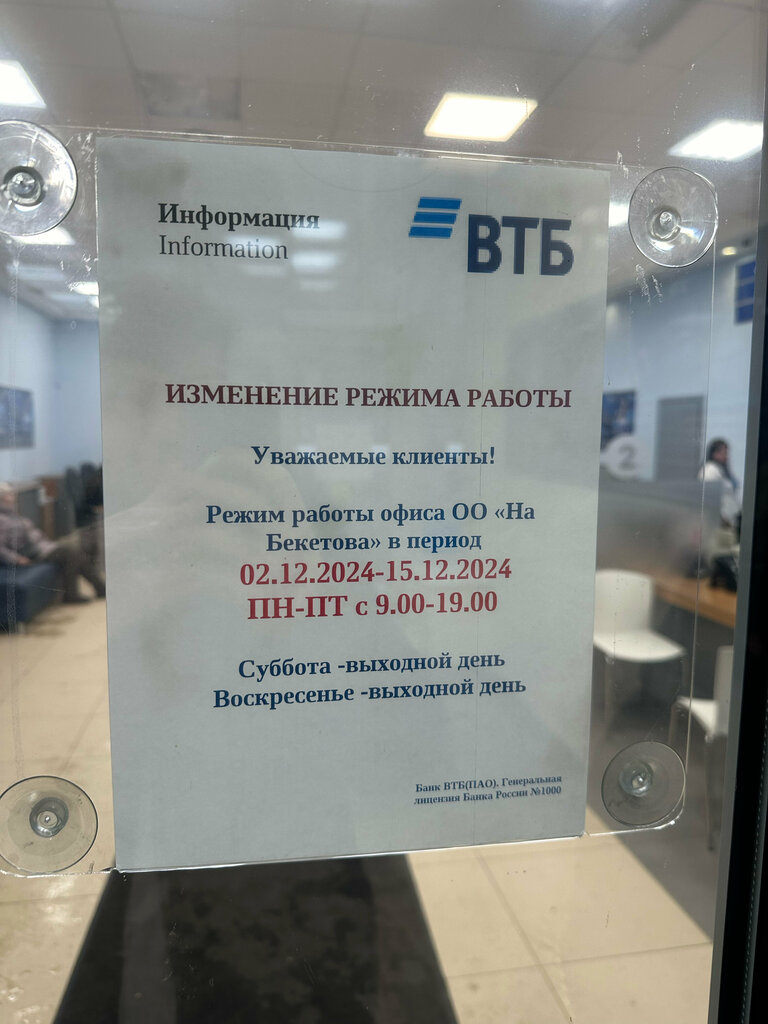 Информация
Information
ВТБ
ИЗМЕНЕНИЕ РЕЖИМА РАБОТЫ
Уважаемые клиенты!
Режим работы офиса ОО «На
Бекетова» в период
02.12.2024-15.12.2024
ПН-ПТ с 9.00-19.00
Суббота -выходной день
Воскресенье -выходной день
Банк ВТБ(ПАО). Генеральная
лицензия Банка России №1000
2